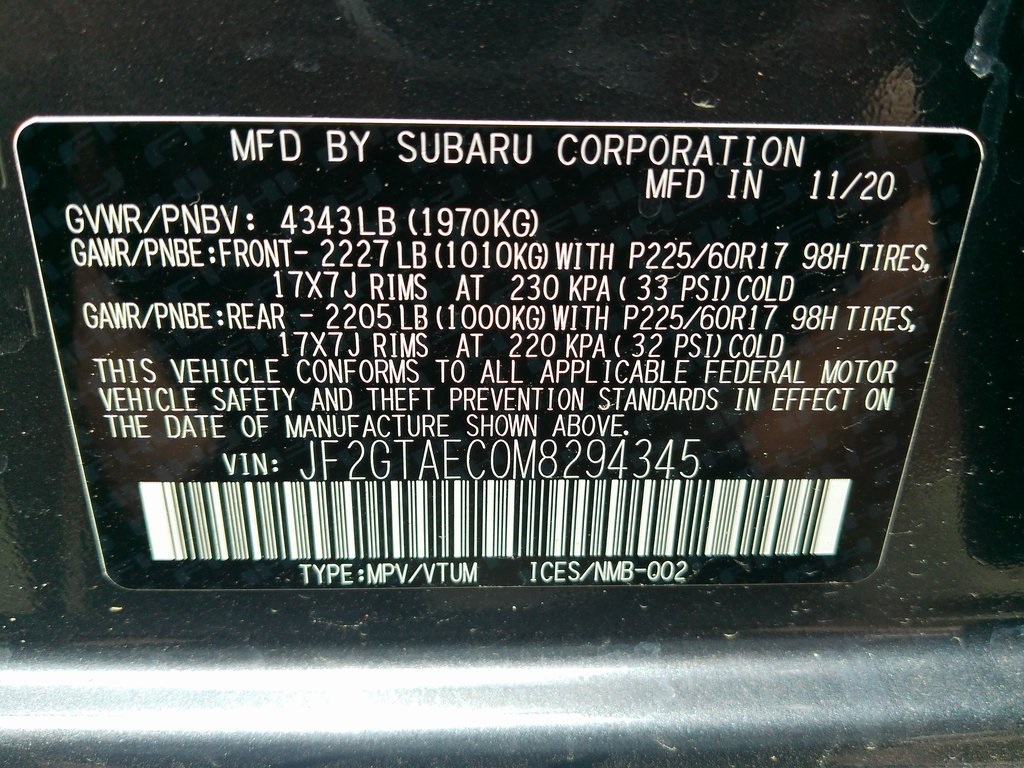 MFD BY SUBARU CORPORATION
MFD IN 11/20
GVWR/PNBV: 4343LB (1970KG)
GAWR/PNBE:FRONT- 2227LB(1010KG)WITH P225/60R17 98H TIRES,
17X7J RIMS AT 230 KPA( 33 PSI)COLD
GAWR/PNBE:REAR - 2205LB(1000KG)WITH P225/60R17 98H TIRES,
17X7J RIMS AT 220 KPA( 32 PSI)COLD
THIS VEHICLE CONFORMS TO ALL APPLICABLE FEDERAL MOTOR
VEHICLE SAFETY AND THEFT PREVENTION STANDARDS IN EFFECT ON
THE DATE OF MANUFACTURE SHOWN ABOVE.
VIN: JF2GTAEC0M8294345
TYPE:MPV/VTUM ICES/NMB-002